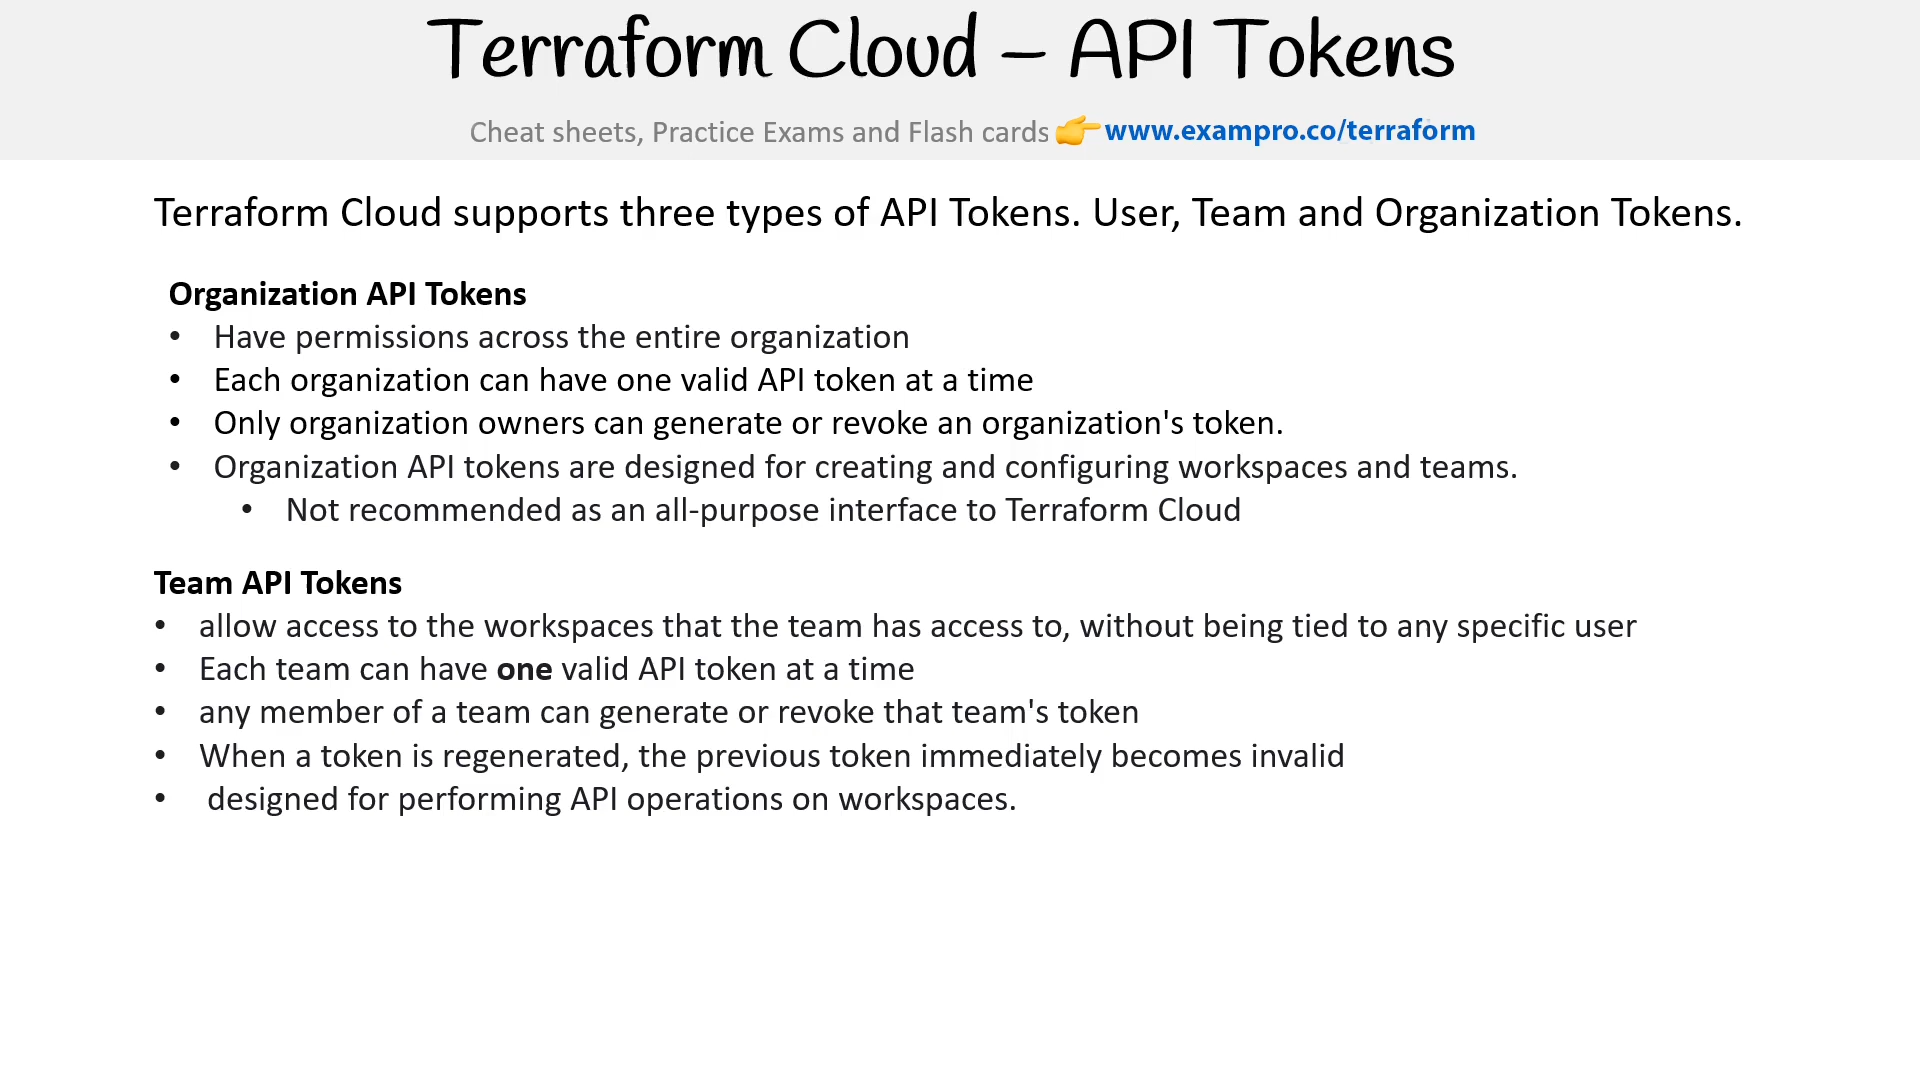 Terraform Cloud – API Tokens
Cheat sheets, Practice Exams and Flash cards 👉 www.exampro.co/terraform
Terraform Cloud supports three types of API Tokens. User, Team and Organization Tokens.
Organization API Tokens
• Have permissions across the entire organization
• Each organization can have one valid API token at a time
• Only organization owners can generate or revoke an organization's token.
• Organization API tokens are designed for creating and configuring workspaces and teams.
• Not recommended as an all-purpose interface to Terraform Cloud
Team API Tokens
• allow access to the workspaces that the team has access to, without being tied to any specific user
• Each team can have one valid API token at a time
• any member of a team can generate or revoke that team's token
• When a token is regenerated, the previous token immediately becomes invalid
• designed for performing API operations on workspaces.